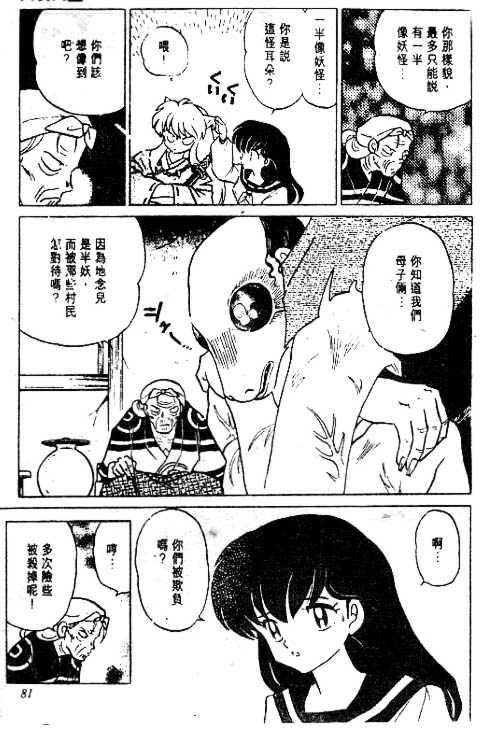 你那樣貌，
最多只能說
有一半
像妖怪…
一半像妖怪…
你是說
這怪耳朵？
喂！
你們該
想像到
吧？
你知道我們
母子倆…
因為地念兒
是半妖，
而被那些村民
怎對待嗎？
啊…
你們被欺負
嗎？
哼…
多次險些
被殺掉呢！
81